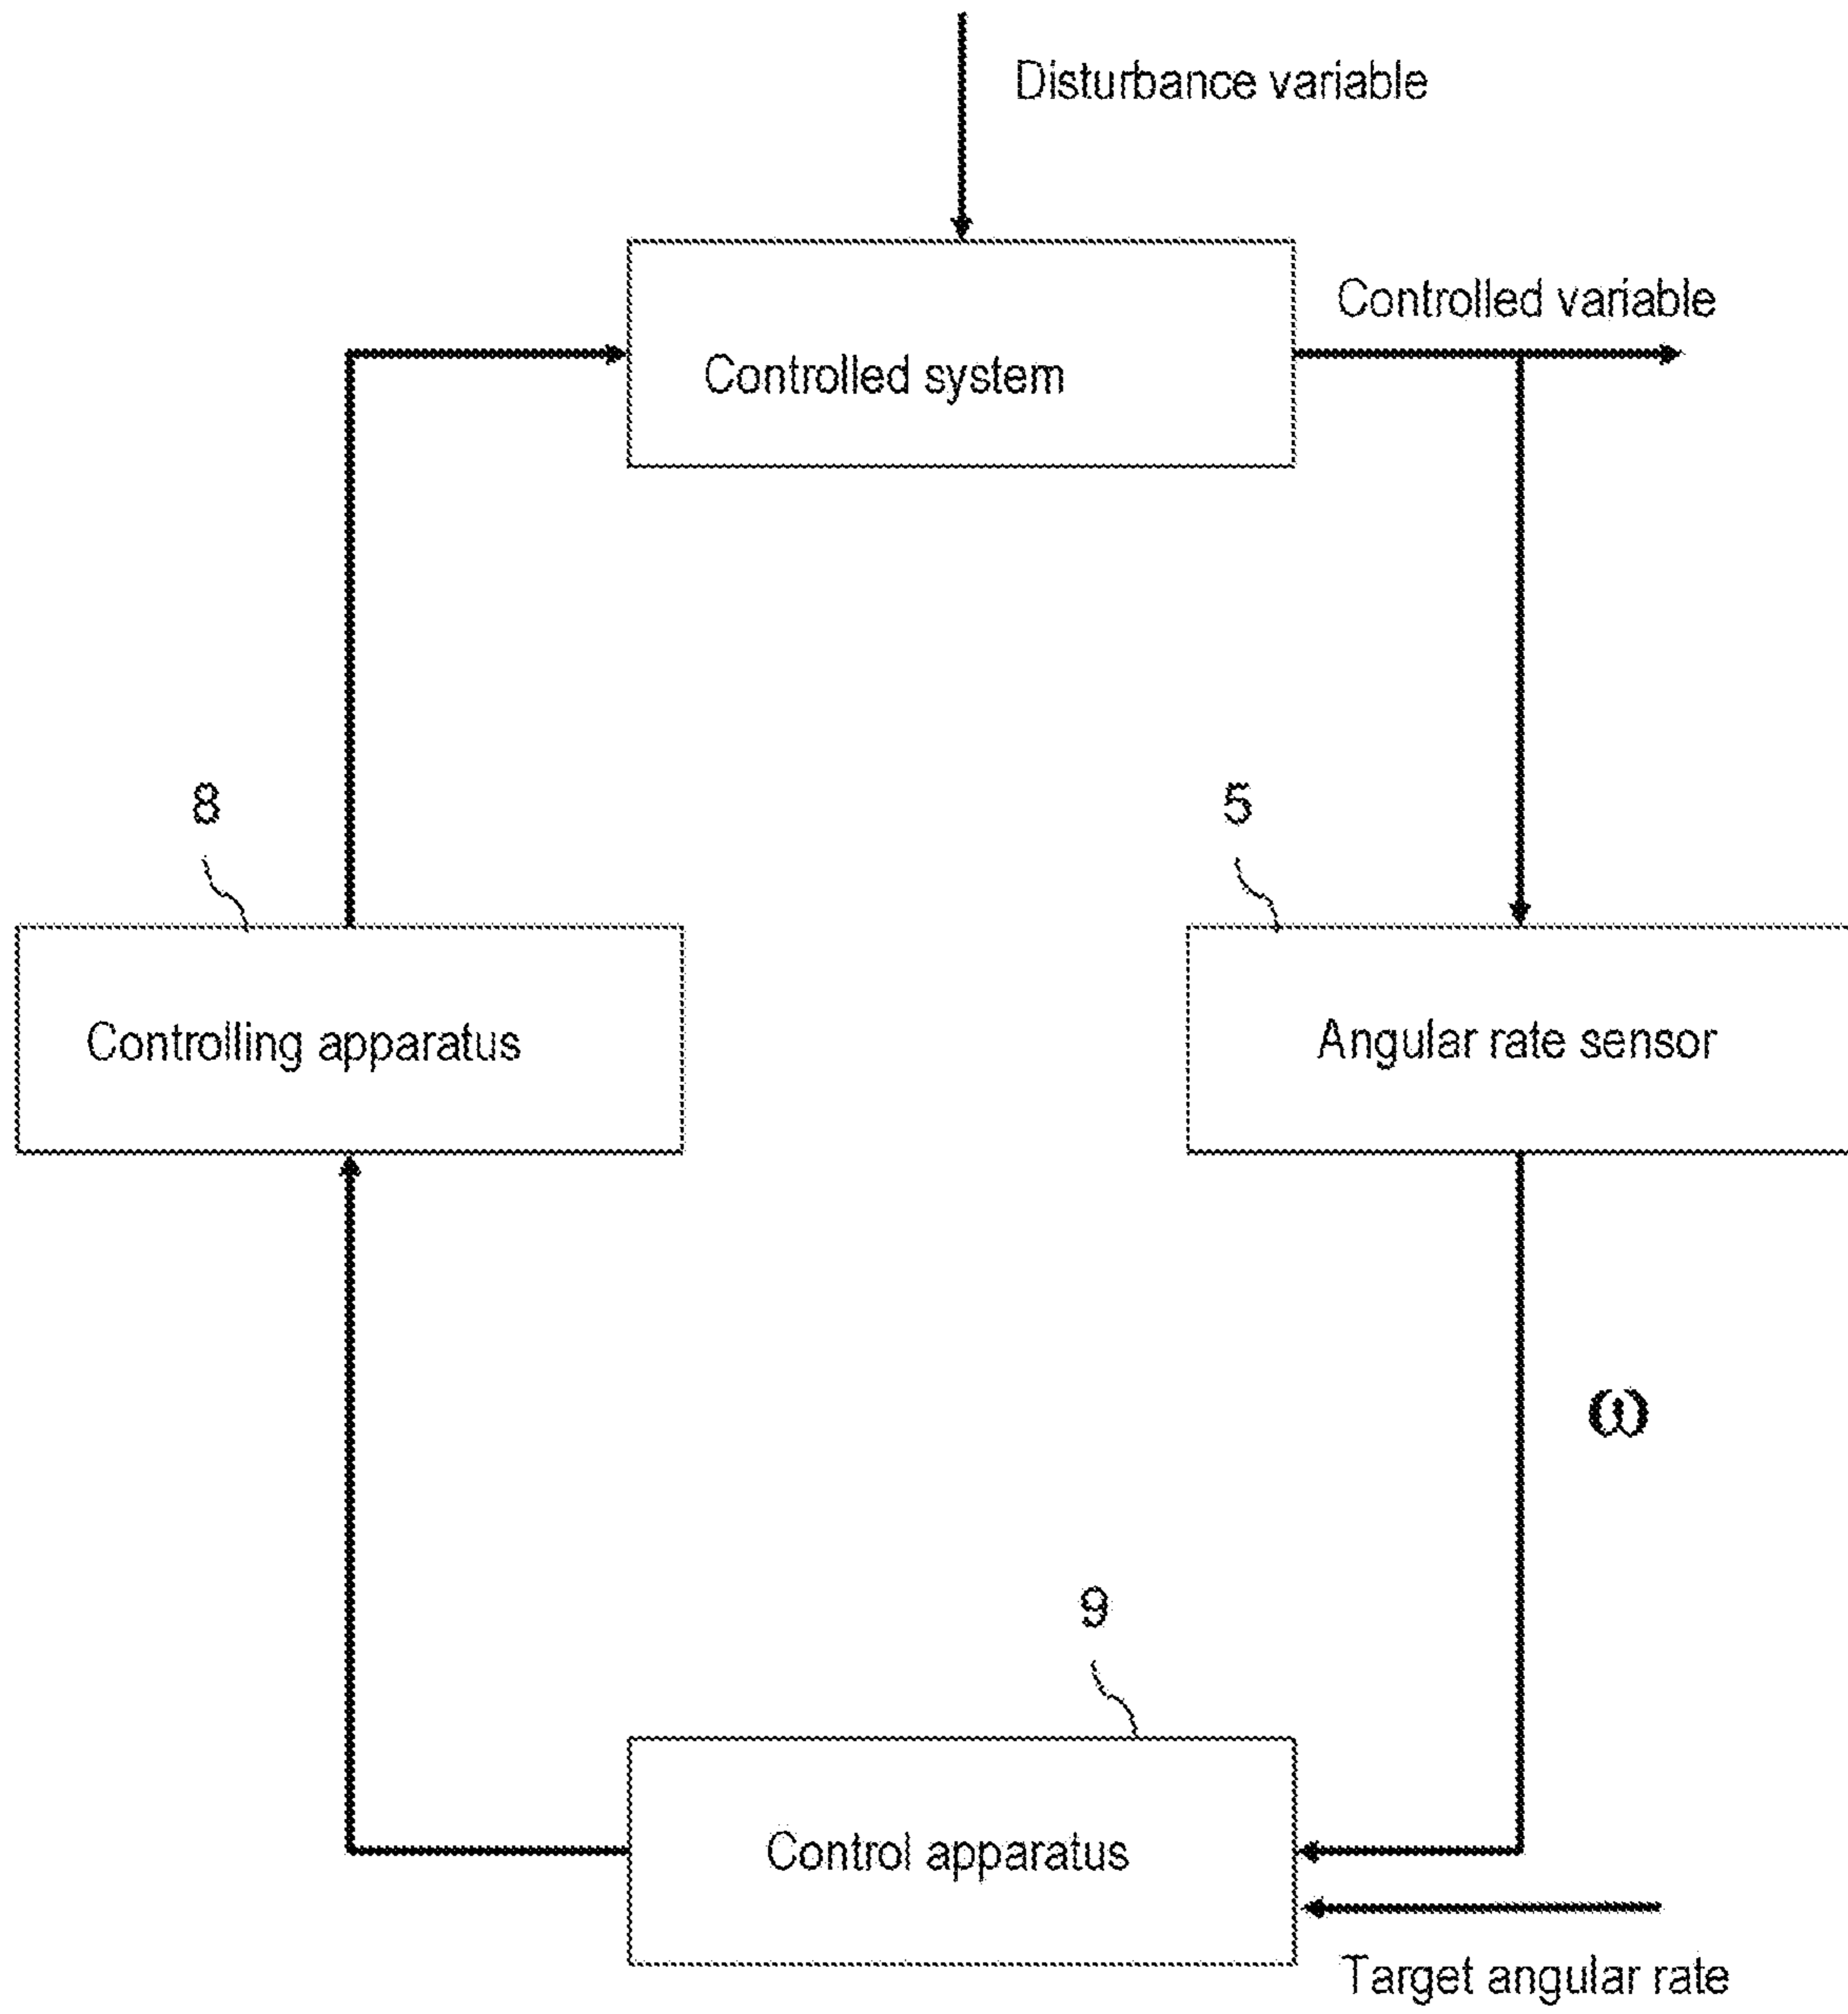 Disturbance variable
Controlled variable
Controlled system
8
5
Controlling apparatus
Angular rate sensor
ω
9
Control apparatus
Target angular rate